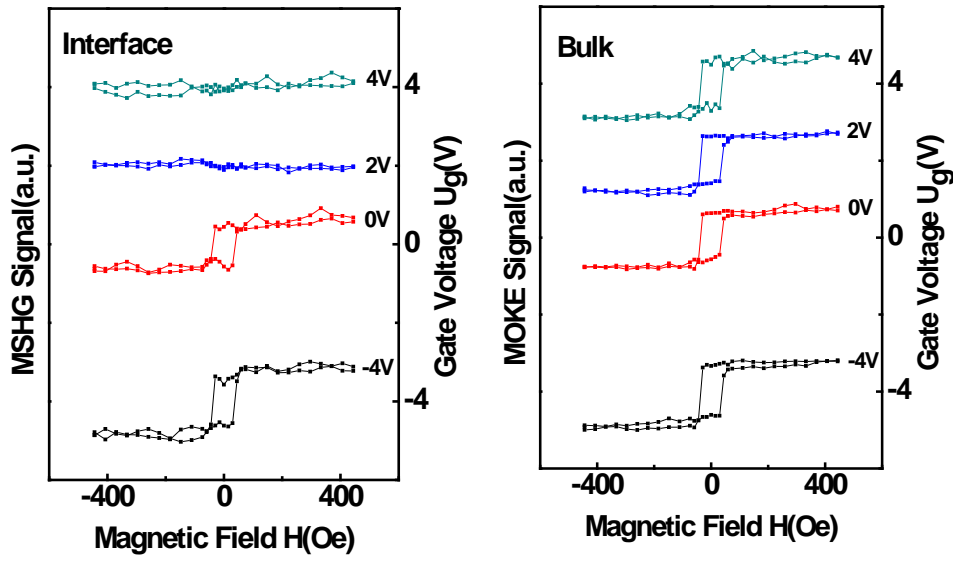 Interface
4V
2V
0V
-4V
4
0
-4
MSHG Signal(a.u.)
Gate Voltage Ug(V)
-400
0
400
Magnetic Field H(Oe)
Bulk
4V
2V
0V
-4V
4
0
-4
MOKE Signal(a.u.)
Gate Voltage Ug(V)
-400
0
400
Magnetic Field H(Oe)